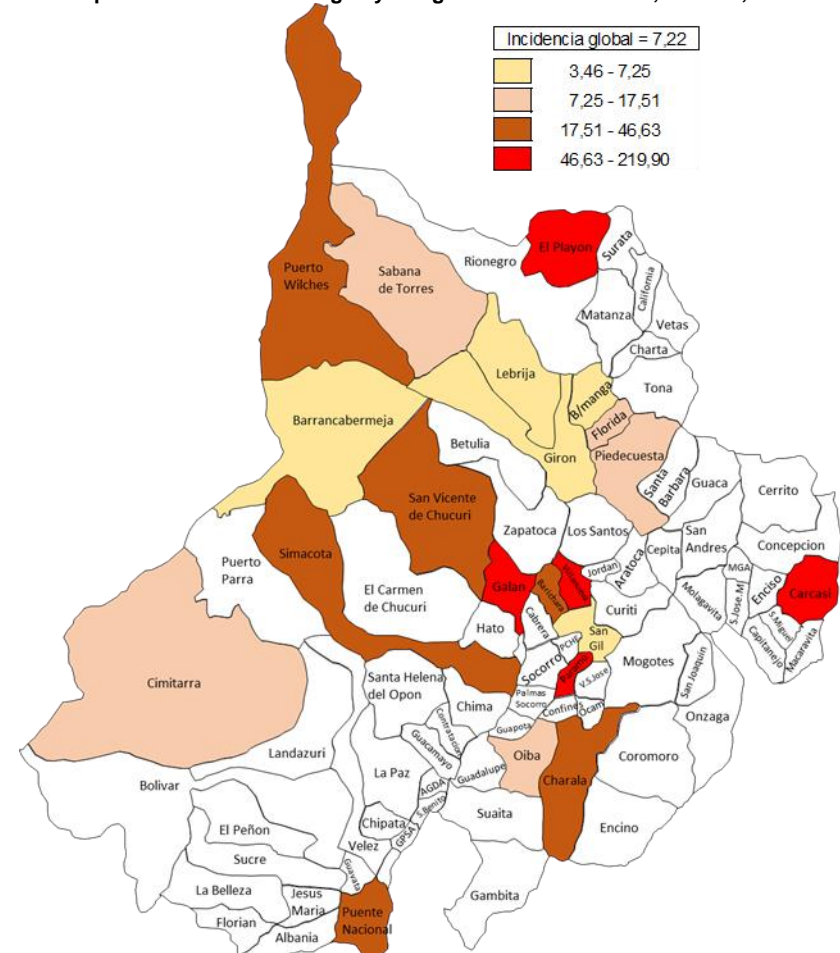 Incidencia global = 7,22
3,46 - 7,25
7,25 - 17,51
17,51 - 46,63
46,63 - 219,90
El Playon
Surata
Rionegro
California
Puerto
Wilches
Sabana
de Torres
Matanza
Vetas
Charta
Lebrija
Tona
B/manga
Barrancabermeja
Florida
Betulia
Giron
Piedecuesta
Santa
Barbara
Guaca
Cerrito
San Vicente
de Chucuri
Zapatoca
Los Santos
San
Andres
Cepita
Concepcion
Simacota
Puerto
Parra
El Carmen
de Chucuri
Galan
Barichara
Jordan
Aratoca
MGA
Enciso
Carcasi
Molagavita
S.Jose.Mi
Hato
Cabrera
Curiti
S.Miguel
Capitanejo
Macaravita
San
Gil
PCHE
Socorro
Mogotes
San Joaquin
V.S.Jose
Cimitarra
Santa Helena
del Opon
Chima
Palmas
Socorro
Confines
Ocam
Onzaga
Contratacion
Guapota
Guacamayo
Landazuri
Oiba
Coromoro
La Paz
Guadalupe
Charala
Bolivar
AGDA
S.Benito
Suaita
El Peñon
Chipata
GPSA
Encino
Sucre
Velez
Guavata
La Belleza
Jesus
Maria
Gambita
Florian
Puente
Nacional
Albania